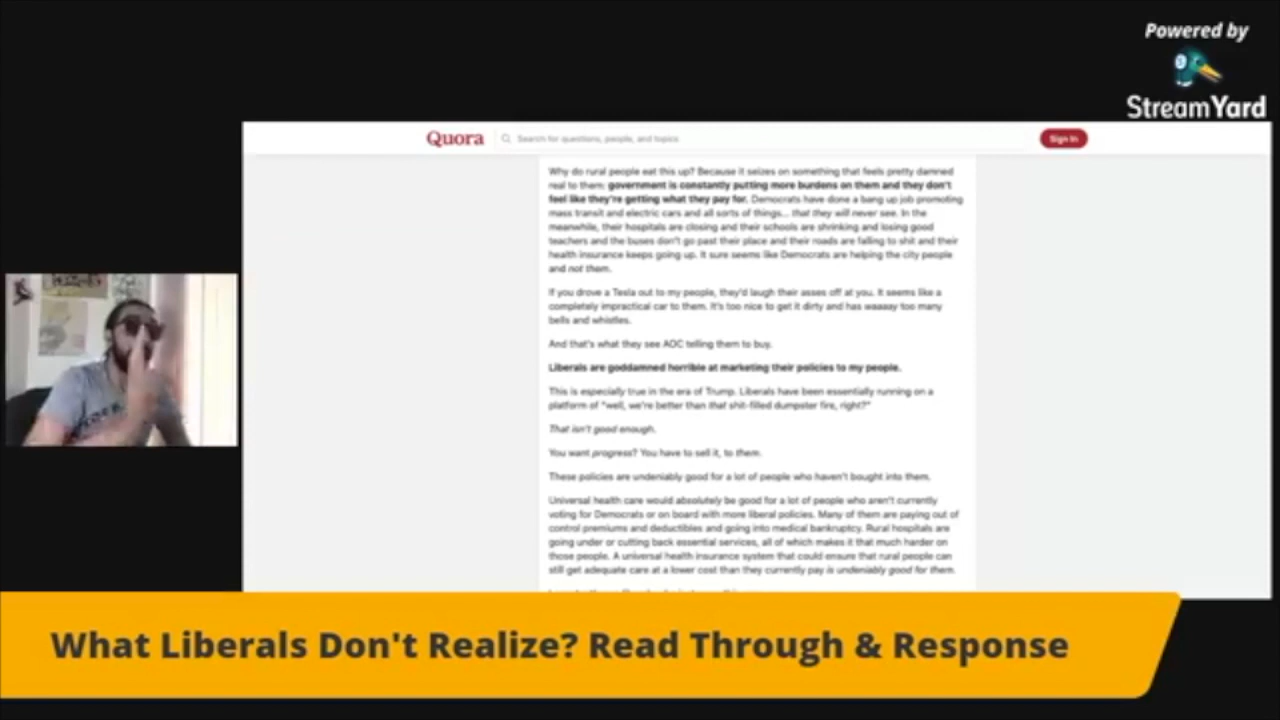 Powered by
StreamYard
Quora
Search for questions, people, and topics
Sign In
Why do rural people eat this up? Because it seizes on something that feels pretty damned
real to them: government is constantly putting more burdens on them and they don't
feel like they're getting what they pay for. Democrats have done a bang up job promoting
mass transit and electric cars and all sorts of things... that they will never see. In the
meanwhile, their hospitals are closing and their schools are shrinking and losing good
teachers and the buses don't go past their place and their roads are falling to shit and their
health insurance keeps going up. It sure seems like Democrats are helping the city people
and not them.
If you drove a Tesla out to my people, they'd laugh their asses off at you. It seems like a
completely impractical car to them. It's too nice to get it dirty and has waaaay too many
bells and whistles.
And that's what they see AOC telling them to buy.
Liberals are goddamned horrible at marketing their policies to my people.
This is especially true in the era of Trump. Liberals have been essentially running on a
platform of "well, we're better than that shit-filled dumpster fire, right?"
That isn't good enough.
You want progress? You have to sell it, to them.
These policies are undeniably good for a lot of people who haven't bought into them.
Universal health care would absolutely be good for a lot of people who aren't currently
voting for Democrats or on board with more liberal policies. Many of them are paying out of
control premiums and deductibles and going into medical bankruptcy. Rural hospitals are
going under or cutting back essential services, all of which makes it that much harder on
those people. A universal health insurance system that could ensure that rural people can
still get adequate care at a lower cost than they currently pay is undeniably good for them.
What Liberals Don't Realize? Read Through & Response